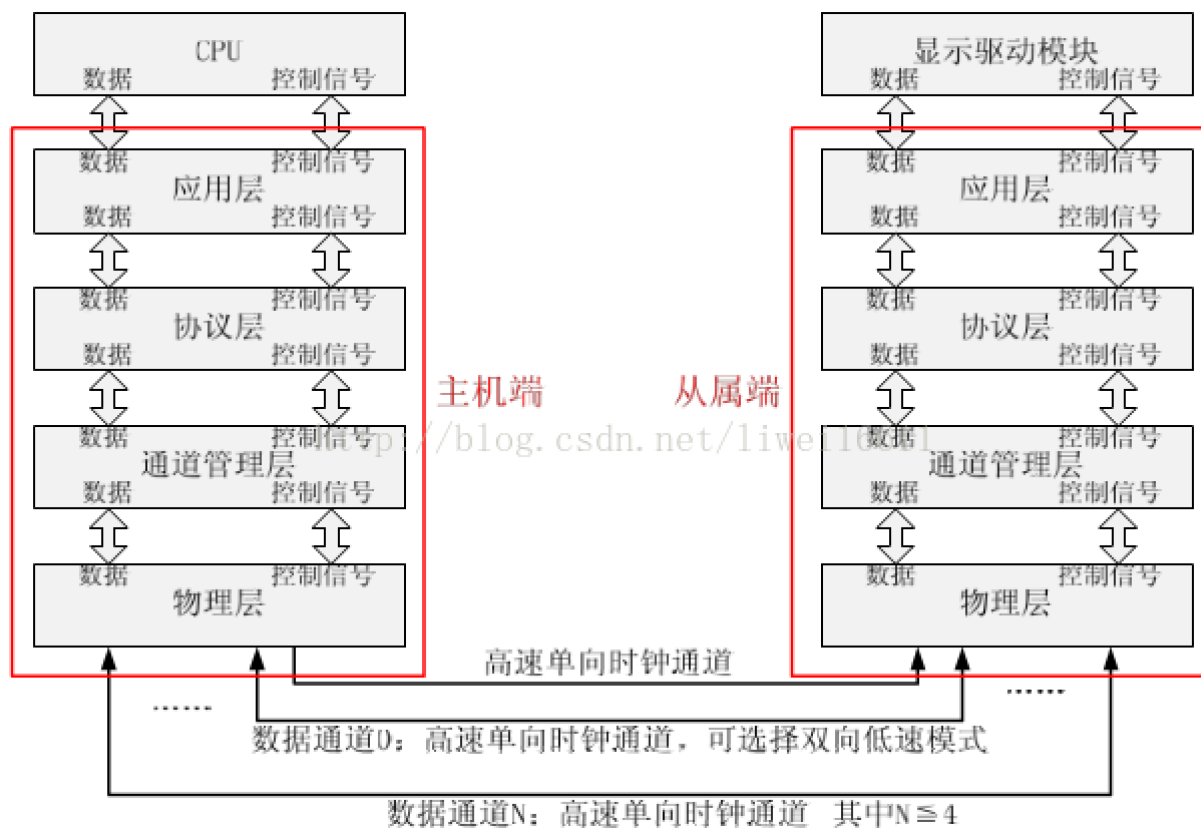 CPU
数据 控制信号
数据 控制信号
应用层
数据 控制信号
数据 控制信号
协议层
数据 控制信号
数据 控制信号
通道管理层
数据 控制信号
数据 控制信号
物理层
主机端
从属端
显示驱动模块
数据 控制信号
数据 控制信号
应用层
数据 控制信号
数据 控制信号
协议层
数据 控制信号
数据 控制信号
通道管理层
数据 控制信号
数据 控制信号
物理层
高速单向时钟通道
…… ……
数据通道0：高速单向时钟通道，可选择双向低速模式
数据通道N：高速单向时钟通道 其中N≦4